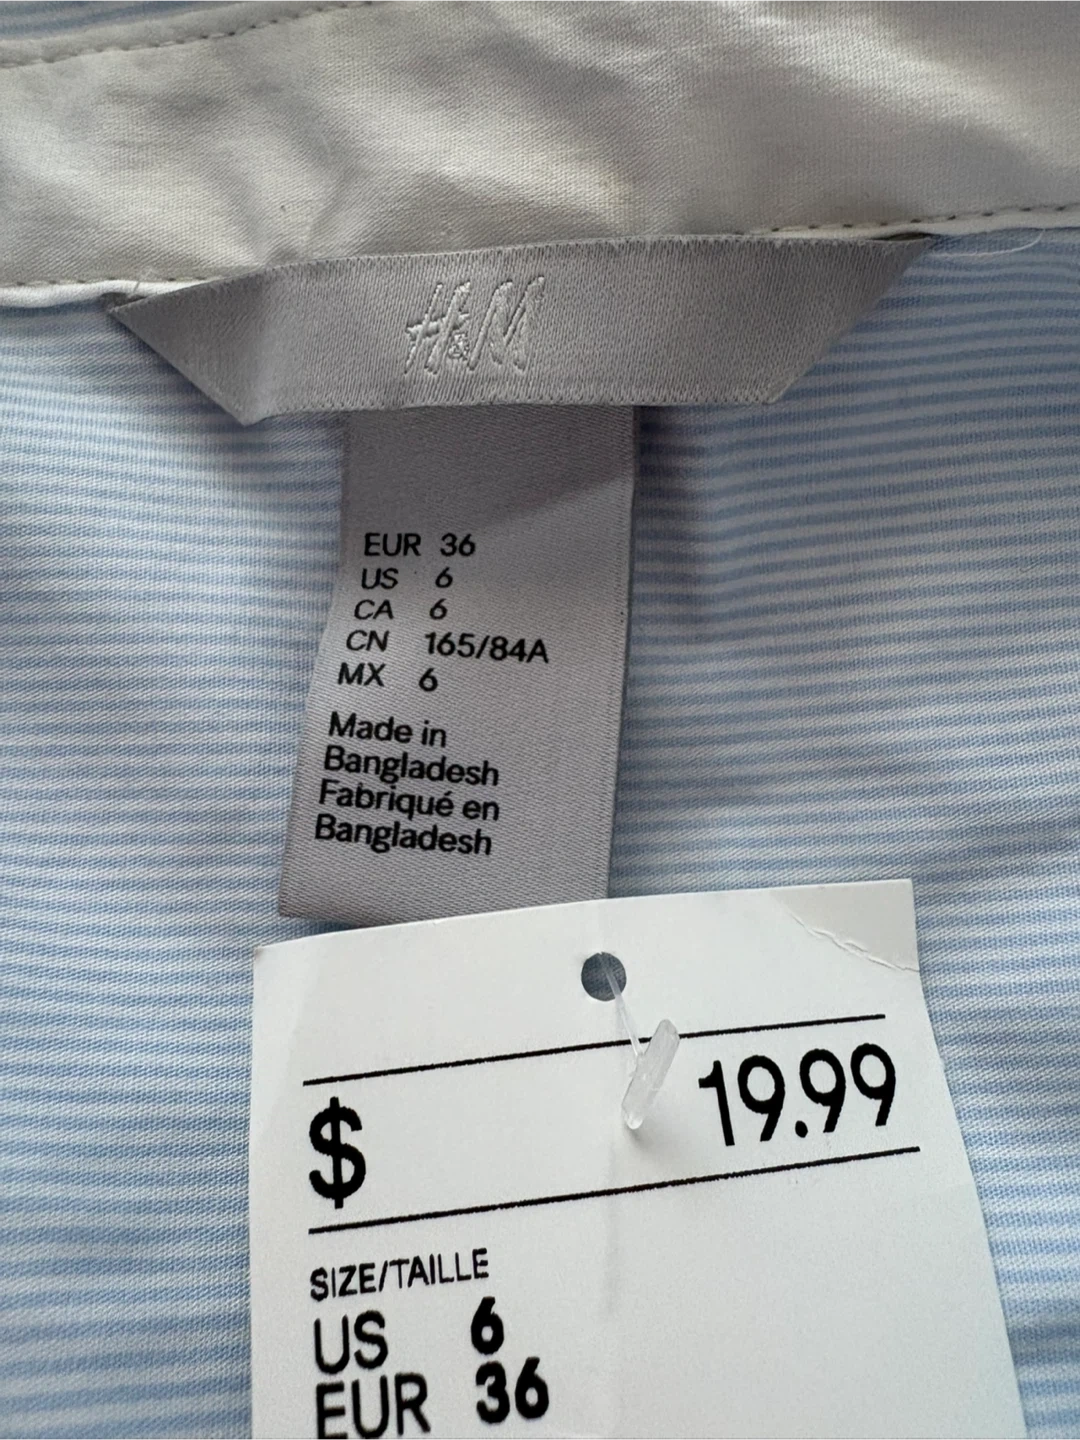 H&M
EUR 36
US 6
CA 6
CN 165/84A
MX 6
Made in
Bangladesh
Fabriqué en
Bangladesh
$ 19.99
SIZE/TAILLE
US 6
EUR 36